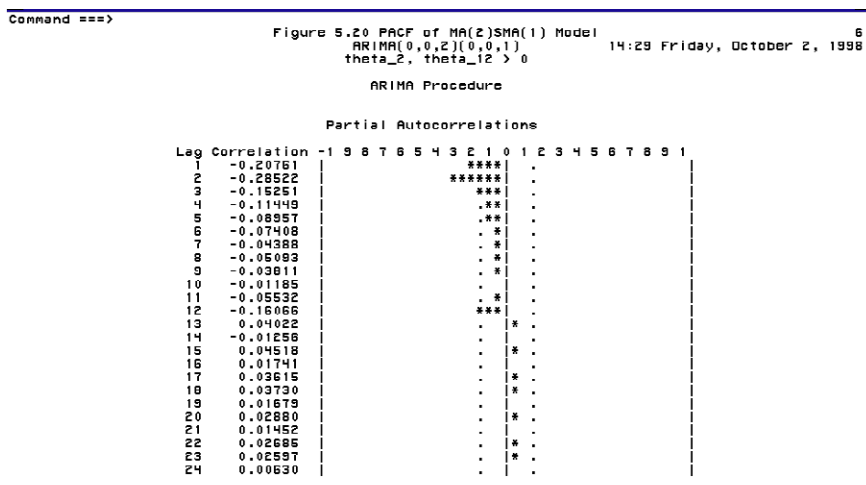 Command ===>
Figure 5.20 PACF of MA(2)SMA(1) Model 6
ARIMA(0,0,2)(0,0,1) 14:29 Friday, October 2, 1998
theta_2, theta_12 > 0
ARIMA Procedure
Partial Autocorrelations
Lag Correlation -1 9 8 7 6 5 4 3 2 1 0 1 2 3 4 5 6 7 8 9 1
1 -0.20761 | ****| . |
2 -0.28522 | ******| . |
3 -0.15251 | ***| . |
4 -0.11449 | .**| . |
5 -0.08957 | .**| . |
6 -0.07408 | . *| . |
7 -0.04388 | . *| . |
8 -0.05093 | . *| . |
9 -0.03811 | . *| . |
10 -0.01185 | . | . |
11 -0.05532 | . *| . |
12 -0.16066 | ***| . |
13 0.04022 | . |* . |
14 -0.01256 | . | . |
15 0.04518 | . |* . |
16 0.01741 | . | . |
17 0.03615 | . |* . |
18 0.03730 | . |* . |
19 0.01679 | . | . |
20 0.02880 | . |* . |
21 0.01452 | . | . |
22 0.02685 | . |* . |
23 0.02597 | . |* . |
24 0.00630 | . | . |